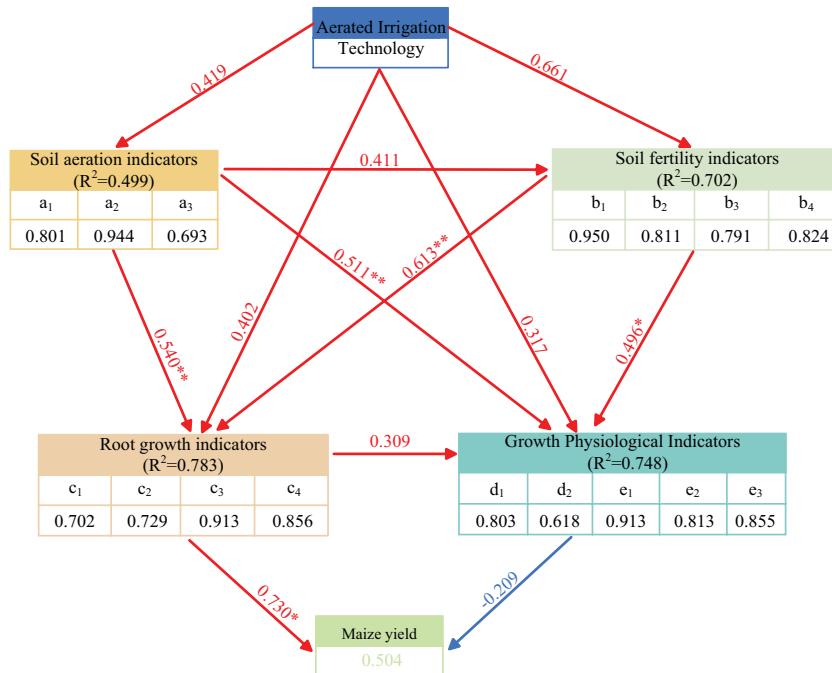 Aerated Irrigation
Technology
0.419
0.661
Soil aeration indicators
(R²=0.499)
a₁ a₂ a₃
0.801 0.944 0.693
0.411
Soil fertility indicators
(R²=0.702)
b₁ b₂ b₃ b₄
0.950 0.811 0.791 0.824
0.540**
0.402
0.511**
0.613**
0.317
0.496*
Root growth indicators
(R²=0.783)
c₁ c₂ c₃ c₄
0.702 0.729 0.913 0.856
0.309
Growth Physiological Indicators
(R²=0.748)
d₁ d₂ e₁ e₂ e₃
0.803 0.618 0.913 0.813 0.855
0.730*
-0.209
Maize yield
0.504